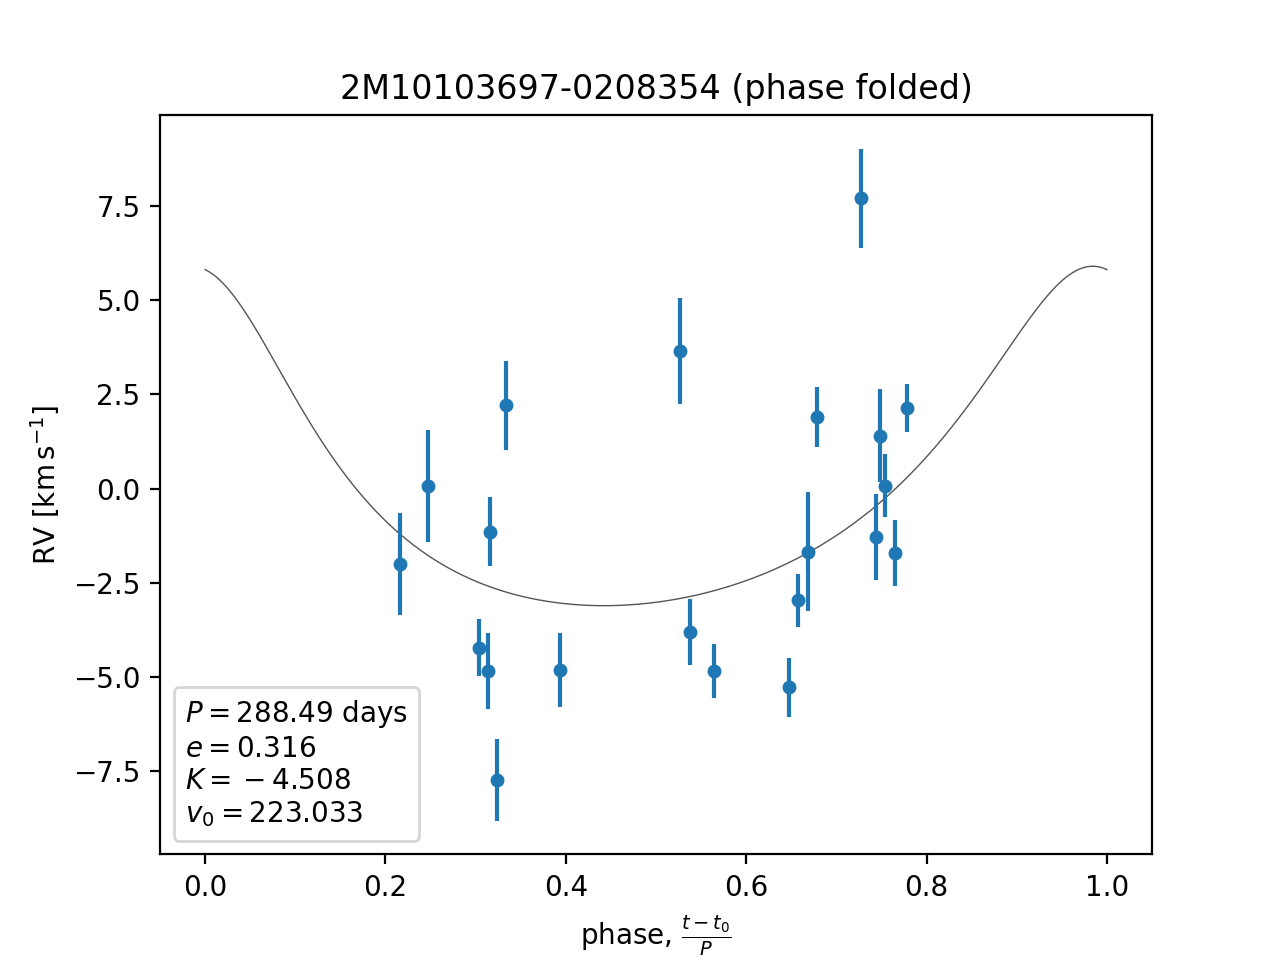 2M10103697-0208354 (phase folded)
RV [km s⁻¹]
7.5
5.0
2.5
0.0
−2.5
−5.0
−7.5
P = 288.49 days
e = 0.316
K = −4.508
v₀ = 223.033
0.0 0.2 0.4 0.6 0.8 1.0
phase, (t − t₀)/P